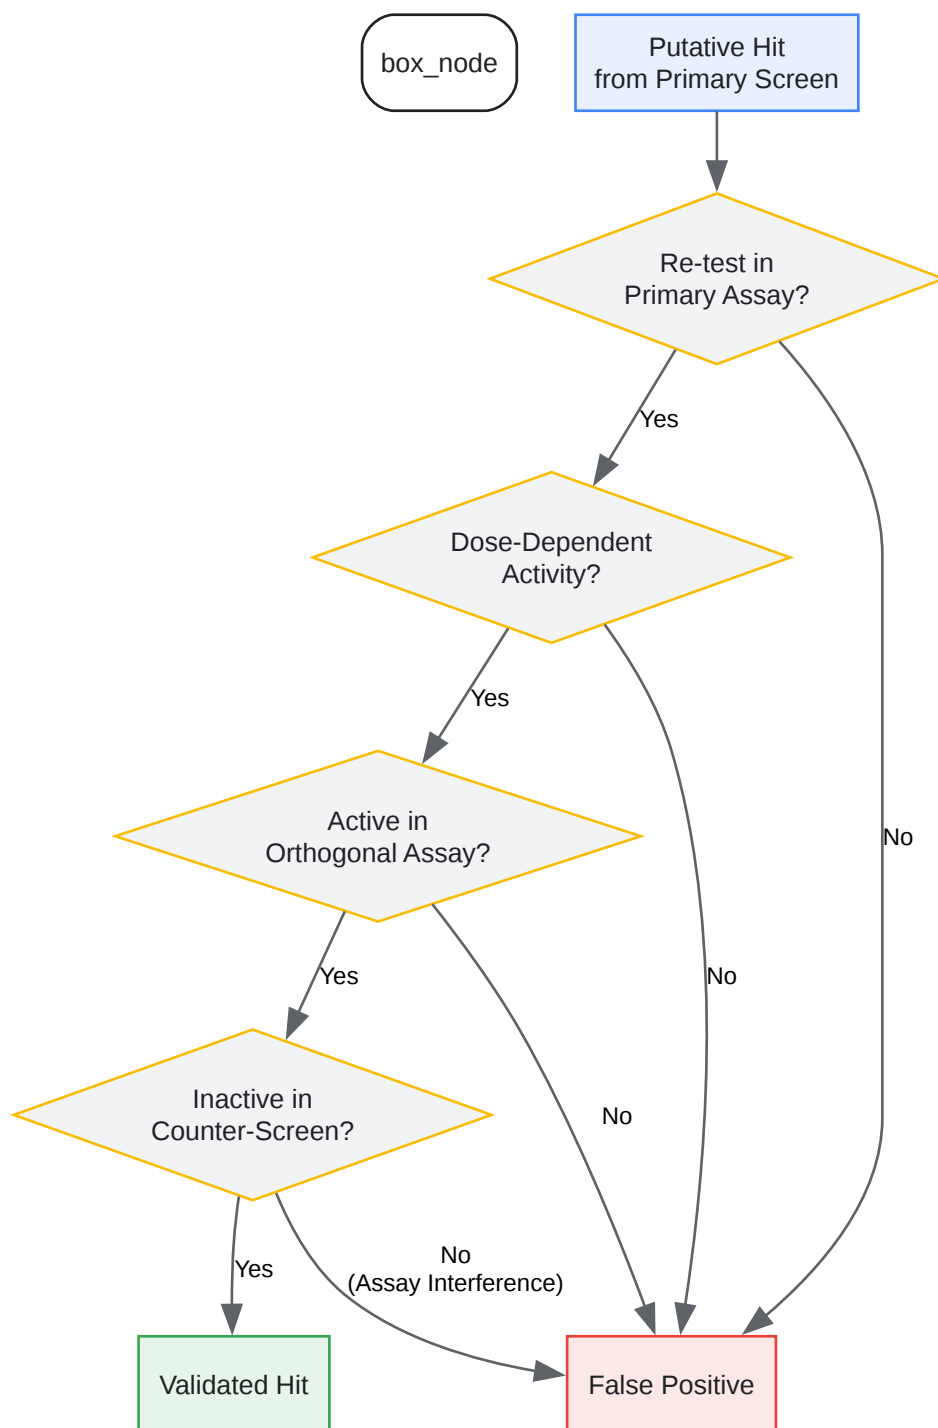 box_node
Putative Hit
from Primary Screen
Re-test in
Primary Assay?
Yes
Dose-Dependent
Activity?
Yes
Active in
Orthogonal Assay?
No
Yes
No
Inactive in
Counter-Screen?
No
No
(Assay Interference)
Yes
Validated Hit
False Positive